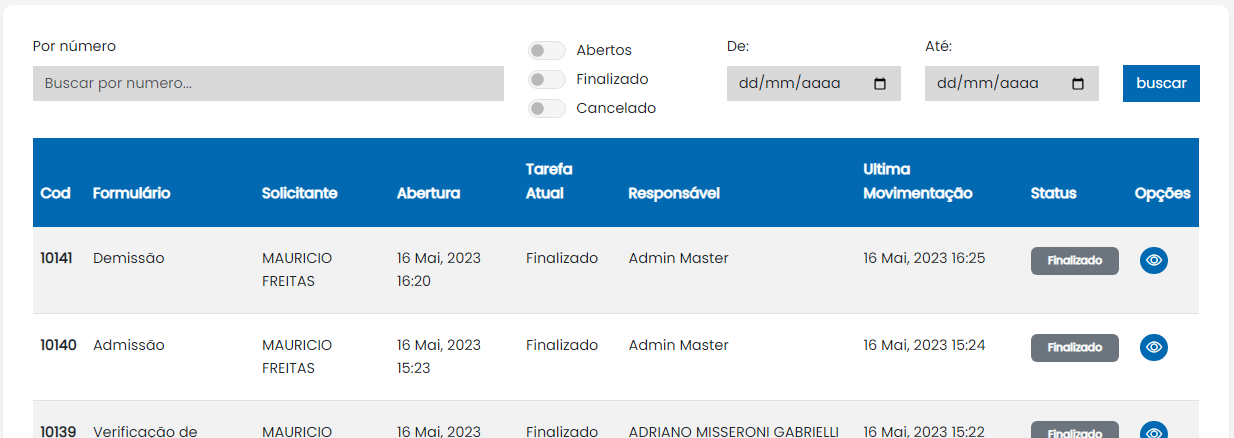 Por número
Buscar por numero...
Abertos
Finalizado
Cancelado
De:
dd/mm/aaaa
Até:
dd/mm/aaaa
buscar
Cod Formulário Solicitante Abertura Tarefa Atual Responsável Ultima Movimentação Status Opções
10141 Demissão MAURICIO FREITAS 16 Mai, 2023 16:20 Finalizado Admin Master 16 Mai, 2023 16:25 Finalizado
10140 Admissão MAURICIO FREITAS 16 Mai, 2023 15:23 Finalizado Admin Master 16 Mai, 2023 15:24 Finalizado
10139 Verificação de MAURICIO 16 Mai, 2023 Finalizado ADRIANO MISSERONI GABRIELLI 16 Mai, 2023 15:22 Finalizado